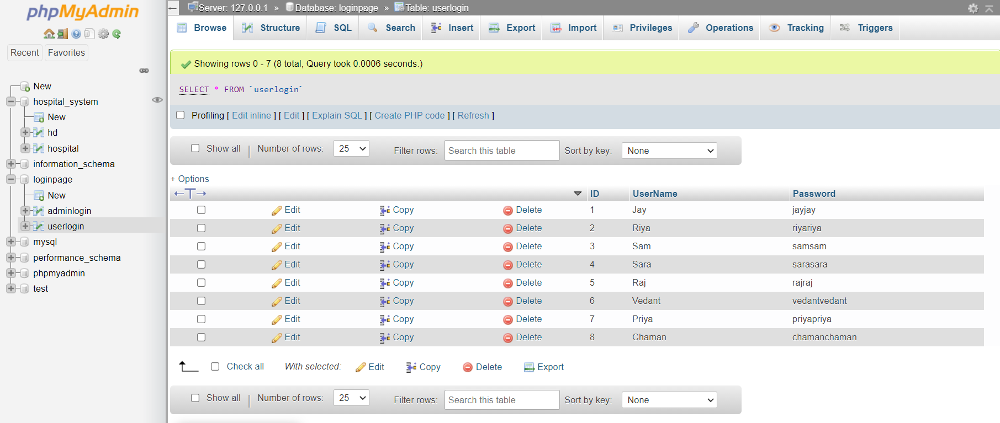 phpMyAdmin
Recent Favorites
New
hospital_system
New
hd
hospital
information_schema
loginpage
New
adminlogin
userlogin
mysql
performance_schema
phpmyadmin
test
Server: 127.0.0.1 » Database: loginpage » Table: userlogin
Browse Structure SQL Search Insert Export Import Privileges Operations Tracking Triggers
Showing rows 0 - 7 (8 total, Query took 0.0006 seconds.)
SELECT * FROM `userlogin`
Profiling [ Edit inline ] [ Edit ] [ Explain SQL ] [ Create PHP code ] [ Refresh ]
Show all | Number of rows: 25 Filter rows: Search this table Sort by key: None
+ Options
←T→ ID UserName Password
Edit Copy Delete 1 Jay jayjay
Edit Copy Delete 2 Riya riyariya
Edit Copy Delete 3 Sam samsam
Edit Copy Delete 4 Sara sarasara
Edit Copy Delete 5 Raj rajraj
Edit Copy Delete 6 Vedant vedantvedant
Edit Copy Delete 7 Priya priyapriya
Edit Copy Delete 8 Chaman chamanchaman
Check all With selected: Edit Copy Delete Export
Show all | Number of rows: 25 Filter rows: Search this table Sort by key: None